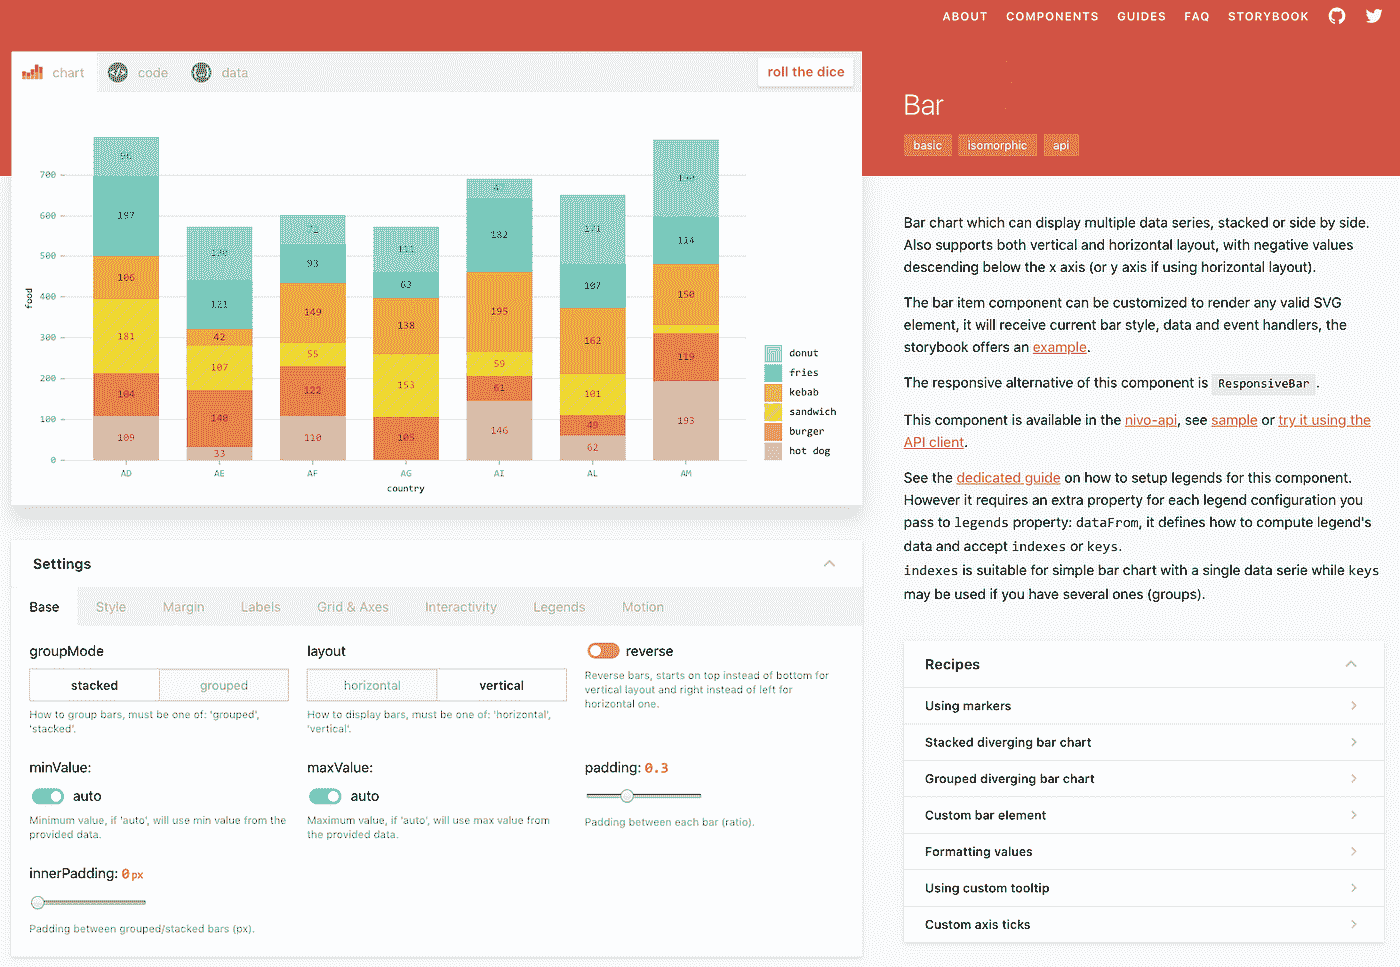 ABOUT COMPONENTS GUIDES FAQ STORYBOOK
chart code data roll the dice
Bar
basic isomorphic api
food
700
600
500
400
300
200
100
0
96
197
106
181
104
109
121
42
107
140
33
72
93
149
55
122
110
111
63
138
153
105
47
182
195
59
61
146
171
107
162
101
49
62
114
150
119
193
AD AE AF AG AI AL AM
country
donut
fries
kebab
sandwich
burger
hot dog
Bar chart which can display multiple data series, stacked or side by side.
Also supports both vertical and horizontal layout, with negative values
descending below the x axis (or y axis if using horizontal layout).
The bar item component can be customized to render any valid SVG
element, it will receive current bar style, data and event handlers, the
storybook offers an example.
The responsive alternative of this component is ResponsiveBar .
This component is available in the nivo-api, see sample or try it using the
API client.
See the dedicated guide on how to setup legends for this component.
However it requires an extra property for each legend configuration you
pass to legends property: dataFrom, it defines how to compute legend's
data and accept indexes or keys.
indexes is suitable for simple bar chart with a single data serie while keys
may be used if you have several ones (groups).
Settings
Base Style Margin Labels Grid & Axes Interactivity Legends Motion
groupMode
stacked grouped
How to group bars, must be one of: 'grouped',
'stacked'.
layout
horizontal vertical
How to display bars, must be one of: 'horizontal',
'vertical'.
reverse
Reverse bars, starts on top instead of bottom for
vertical layout and right instead of left for
horizontal one.
minValue:
auto
Minimum value, if 'auto', will use min value from the
provided data.
maxValue:
auto
Maximum value, if 'auto', will use max value from
the provided data.
padding: 0.3
Padding between each bar (ratio).
innerPadding: 0px
Padding between grouped/stacked bars (px).
Recipes
Using markers
Stacked diverging bar chart
Grouped diverging bar chart
Custom bar element
Formatting values
Using custom tooltip
Custom axis ticks